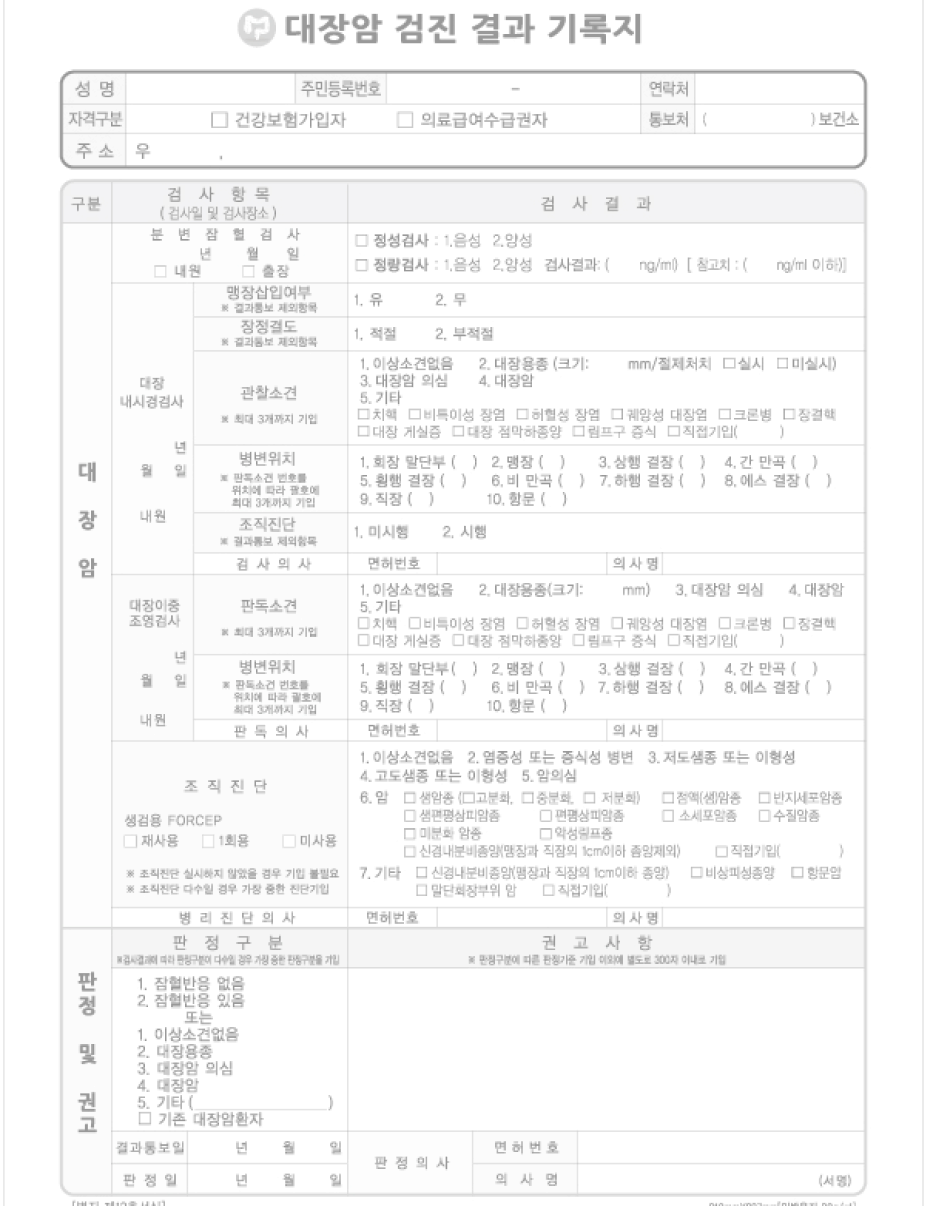 대장암 검진 결과 기록지
성 명 주민등록번호 – 연락처
자격구분 □ 건강보험가입자 □ 의료급여수급권자 통보처 ( ) 보건소
주 소 우 ,
구분 검 사 항 목 검 사 결 과
( 검사일 및 검사장소 )
대 장 암
분 변 잠 혈 검 사
년 월 일
□ 내원 □ 출장
□ 정성검사 : 1.음성 2.양성
□ 정량검사 : 1.음성 2.양성 검사결과: ( ng/ml) [ 참고치 : ( ng/ml 이하)]
대장
내시경검사
년
월 일
내원
맹장삽입여부
※ 결과통보 제외항목
1. 유 2. 무
장정결도
※ 결과통보 제외항목
1. 적절 2. 부적절
관찰소견
※ 최대 3개까지 기입
1. 이상소견없음 2. 대장용종 (크기: mm/절제처치 □실시 □미실시)
3. 대장암 의심 4. 대장암
5. 기타
□치핵 □비특이성 장염 □허혈성 장염 □궤양성 대장염 □크론병 □장결핵
□대장 게실증 □대장 점막하종양 □림프구 증식 □직접기입( )
병변위치
※ 판독소견 번호를
위치에 따라 괄호에
최대 3개까지 기입
1. 회장 말단부 ( ) 2. 맹장 ( ) 3. 상행 결장 ( ) 4. 간 만곡 ( )
5. 횡행 결장 ( ) 6. 비 만곡 ( ) 7. 하행 결장 ( ) 8. 에스 결장 ( )
9. 직장 ( ) 10. 항문 ( )
조직진단
※ 결과통보 제외항목
1. 미시행 2. 시행
검 사 의 사 면허번호 의 사 명
대장이중
조영검사
년
월 일
내원
판독소견
※ 최대 3개까지 기입
1. 이상소견없음 2. 대장용종(크기: mm) 3. 대장암 의심 4. 대장암
5. 기타
□치핵 □비특이성 장염 □허혈성 장염 □궤양성 대장염 □크론병 □장결핵
□대장 게실증 □대장 점막하종양 □림프구 증식 □직접기입( )
병변위치
※ 판독소견 번호를
위치에 따라 괄호에
최대 3개까지 기입
1. 회장 말단부 ( ) 2. 맹장 ( ) 3. 상행 결장 ( ) 4. 간 만곡 ( )
5. 횡행 결장 ( ) 6. 비 만곡 ( ) 7. 하행 결장 ( ) 8. 에스 결장 ( )
9. 직장 ( ) 10. 항문 ( )
판 독 의 사 면허번호 의 사 명
조 직 진 단
생검용 FORCEP
□ 재사용 □ 1회용 □ 미사용
※ 조직진단 실시하지 않았을 경우 기입 불필요
※ 조직진단 다수일 경우 가장 중한 진단기입
1. 이상소견없음 2. 염증성 또는 증식성 병변 3. 저도샘종 또는 이형성
4. 고도샘종 또는 이형성 5. 암의심
6. 암 □ 샘암종 (□고분화, □중분화, □ 저분화) □점액(샘)암종 □반지세포암종
□ 샘편평상피암종 □편평상피암종 □ 소세포암종 □수질암종
□ 미분화 암종 □악성림프종
□ 신경내분비종양(맹장과 직장의 1cm이하 종양제외) □직접기입( )
7. 기타 □ 신경내분비종양(맹장과 직장의 1cm이하 종양) □비상피성종양 □항문암
□ 말단회장부위 암 □직접기입( )
병 리 진 단 의 사 면허번호 의 사 명
판 정 및 권 고
판 정 구 분 권 고 사 항
※검사결과에 따라 판정구분이 다수일 경우 가장 중한 판정구분을 기입 ※ 판정구분에 따른 판정기준 기입 이외에 별도로 300자 이내로 기입
1. 잠혈반응 없음
2. 잠혈반응 있음
또는
1. 이상소견없음
2. 대장용종
3. 대장암 의심
4. 대장암
5. 기타 ( )
□ 기존 대장암환자
결과통보일 년 월 일 판 정 의 사 면 허 번 호
판 정 일 년 월 일 의 사 명 (서명)